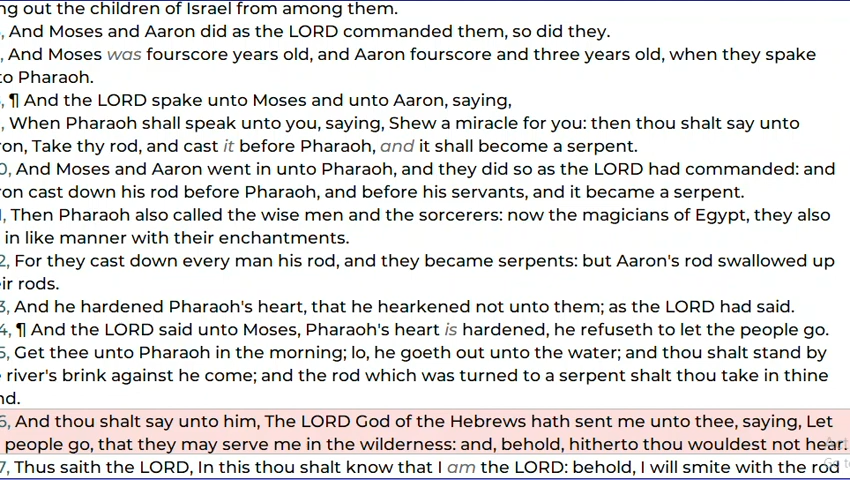 ng out the children of Israel from among them.
, And Moses and Aaron did as the LORD commanded them, so did they.
, And Moses was fourscore years old, and Aaron fourscore and three years old, when they spake
to Pharaoh.
, ¶ And the LORD spake unto Moses and unto Aaron, saying,
, When Pharaoh shall speak unto you, saying, Shew a miracle for you: then thou shalt say unto
ron, Take thy rod, and cast it before Pharaoh, and it shall become a serpent.
0, And Moses and Aaron went in unto Pharaoh, and they did so as the LORD had commanded: and
ron cast down his rod before Pharaoh, and before his servants, and it became a serpent.
1, Then Pharaoh also called the wise men and the sorcerers: now the magicians of Egypt, they also
in like manner with their enchantments.
2, For they cast down every man his rod, and they became serpents: but Aaron's rod swallowed up
eir rods.
3, And he hardened Pharaoh's heart, that he hearkened not unto them; as the LORD had said.
4, ¶ And the LORD said unto Moses, Pharaoh's heart is hardened, he refuseth to let the people go.
5, Get thee unto Pharaoh in the morning; lo, he goeth out unto the water; and thou shalt stand by
e river's brink against he come; and the rod which was turned to a serpent shalt thou take in thine
nd.
6, And thou shalt say unto him, The LORD God of the Hebrews hath sent me unto thee, saying, Let
people go, that they may serve me in the wilderness: and, behold, hitherto thou wouldest not hear.
7, Thus saith the LORD, In this thou shalt know that I am the LORD: behold, I will smite with the rod